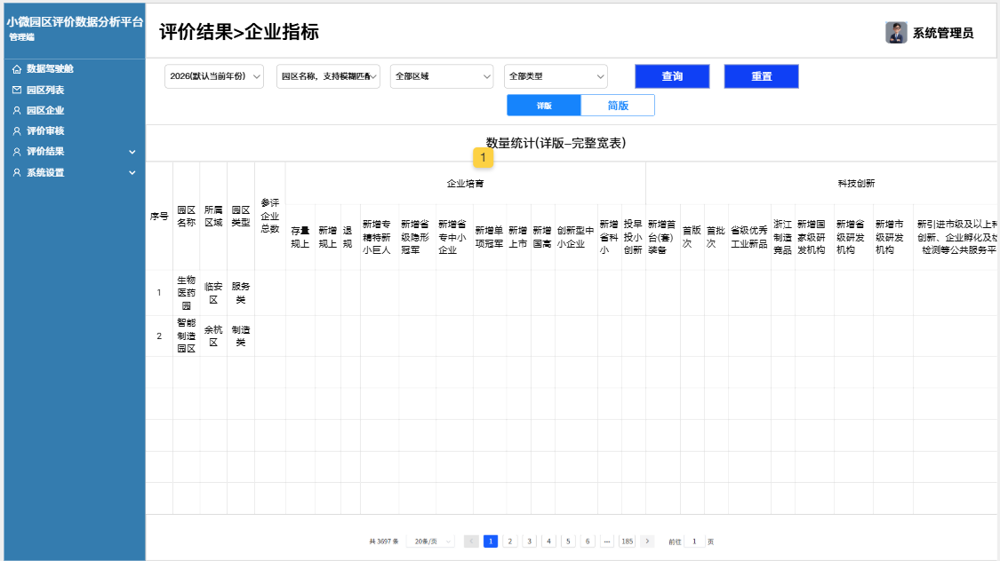 小微园区评价数据分析平台
管理端
评价结果>企业指标
系统管理员
数据驾驶舱
园区列表
园区企业
评价审核
评价结果
系统设置
2026(默认当前年份)
园区名称，支持模糊匹配
全部区域
全部类型
查询
重置
详版
简版
数量统计(详版–完整宽表)
1
序号
园区
名称
所属
区域
园区
类型
参评
企业
总数
企业培育
科技创新
存量
规上
新增
规上
退
规
新增专
精特新
小巨人
新增省
级隐形
冠军
新增省
专中小
企业
新增单
项冠军
新增
上市
新增
国高
创新型中
小企业
新增
省科
小
投早
投小
创新
新增首
台(套)
装备
首版
次
首批
次
省级优秀
工业新品
浙江
制造
竞品
新增国
家级研
发机构
新增省
级研发
机构
新增市
级研发
机构
新引进市级及以上科
创新、企业孵化及检
检测等公共服务平
1
生物
医药
园
临安
区
服务
类
2
智能
制造
园区
余杭
区
制造
类
共 3697 条
20条/页
1
2
3
4
5
6
...
185
前往
1
页